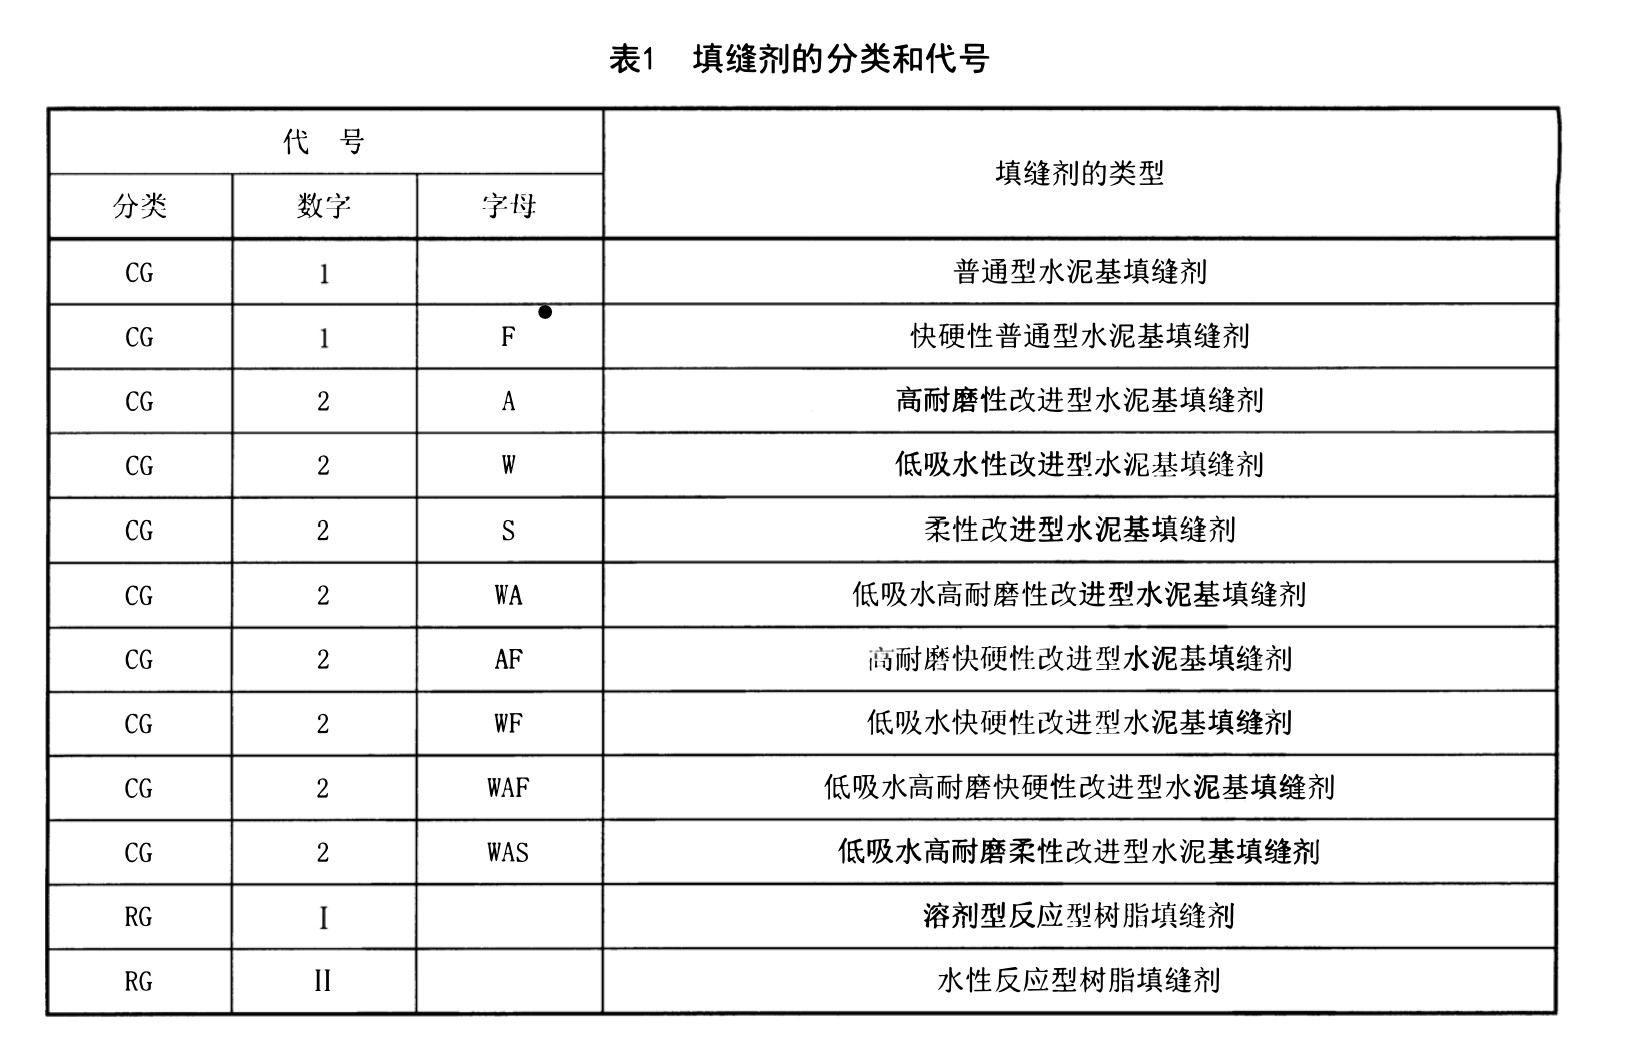 表1 填缝剂的分类和代号
代 号 填缝剂的类型
分类 数字 字母
CG 1 普通型水泥基填缝剂
CG 1 F 快硬性普通型水泥基填缝剂
CG 2 A 高耐磨性改进型水泥基填缝剂
CG 2 W 低吸水性改进型水泥基填缝剂
CG 2 S 柔性改进型水泥基填缝剂
CG 2 WA 低吸水高耐磨性改进型水泥基填缝剂
CG 2 AF 高耐磨快硬性改进型水泥基填缝剂
CG 2 WF 低吸水快硬性改进型水泥基填缝剂
CG 2 WAF 低吸水高耐磨快硬性改进型水泥基填缝剂
CG 2 WAS 低吸水高耐磨柔性改进型水泥基填缝剂
RG I 溶剂型反应型树脂填缝剂
RG II 水性反应型树脂填缝剂